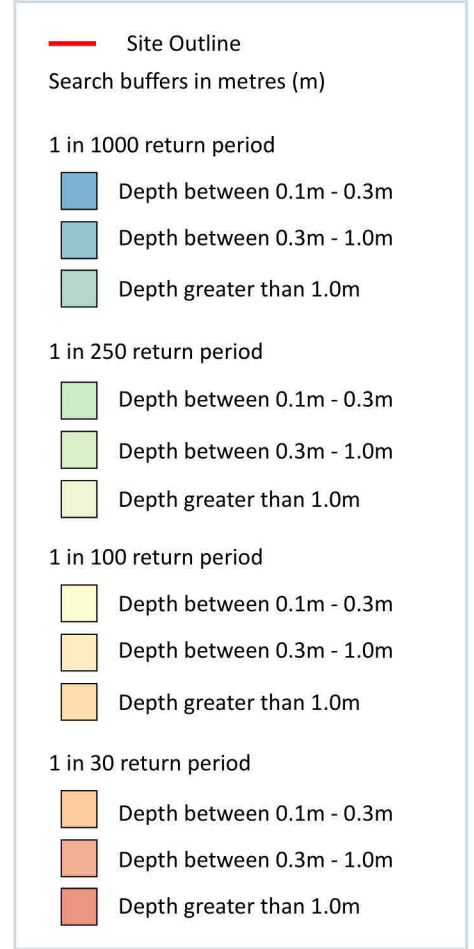 Site Outline
Search buffers in metres (m)
1 in 1000 return period
Depth between 0.1m - 0.3m
Depth between 0.3m - 1.0m
Depth greater than 1.0m
1 in 250 return period
Depth between 0.1m - 0.3m
Depth between 0.3m - 1.0m
Depth greater than 1.0m
1 in 100 return period
Depth between 0.1m - 0.3m
Depth between 0.3m - 1.0m
Depth greater than 1.0m
1 in 30 return period
Depth between 0.1m - 0.3m
Depth between 0.3m - 1.0m
Depth greater than 1.0m